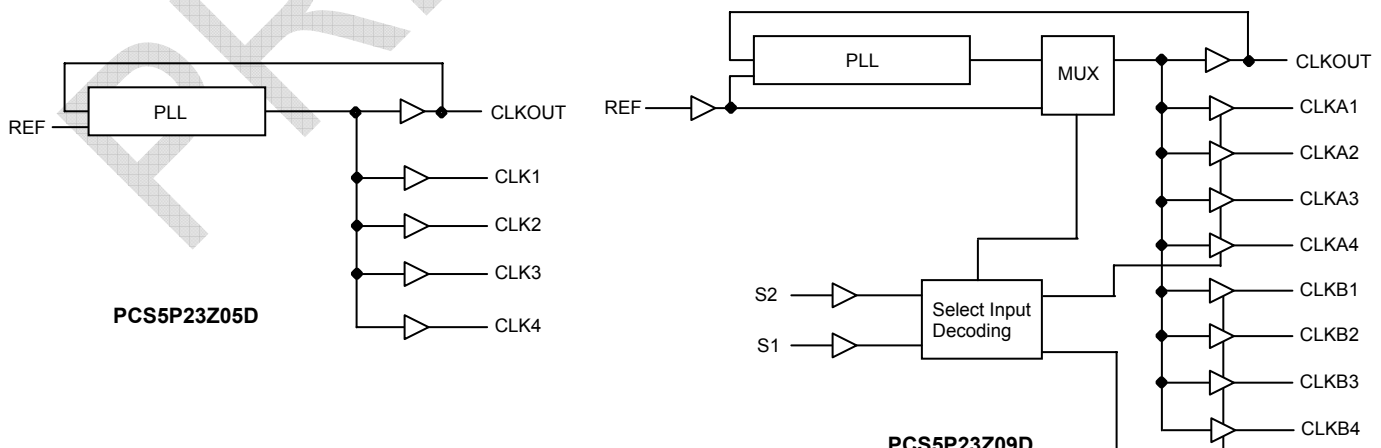 PLL
REF
CLKOUT
CLK1
CLK2
CLK3
CLK4
PCS5P23Z05D
PLL
MUX
REF
CLKOUT
CLKA1
CLKA2
CLKA3
CLKA4
S2
S1
Select Input
Decoding
CLKB1
CLKB2
CLKB3
CLKB4
PCS5P23Z09D